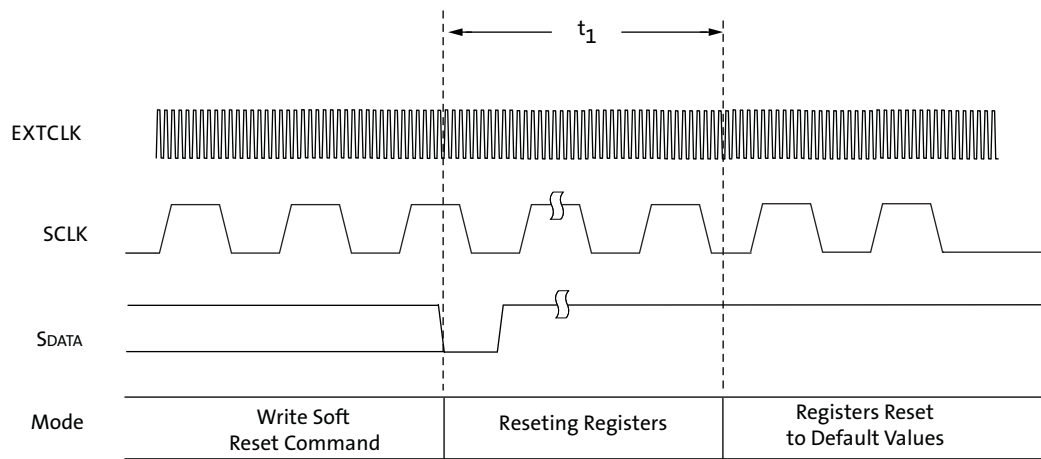 t1
EXTCLK
SCLK
SDATA
Mode
Write Soft
Reset Command
Reseting Registers
Registers Reset
to Default Values